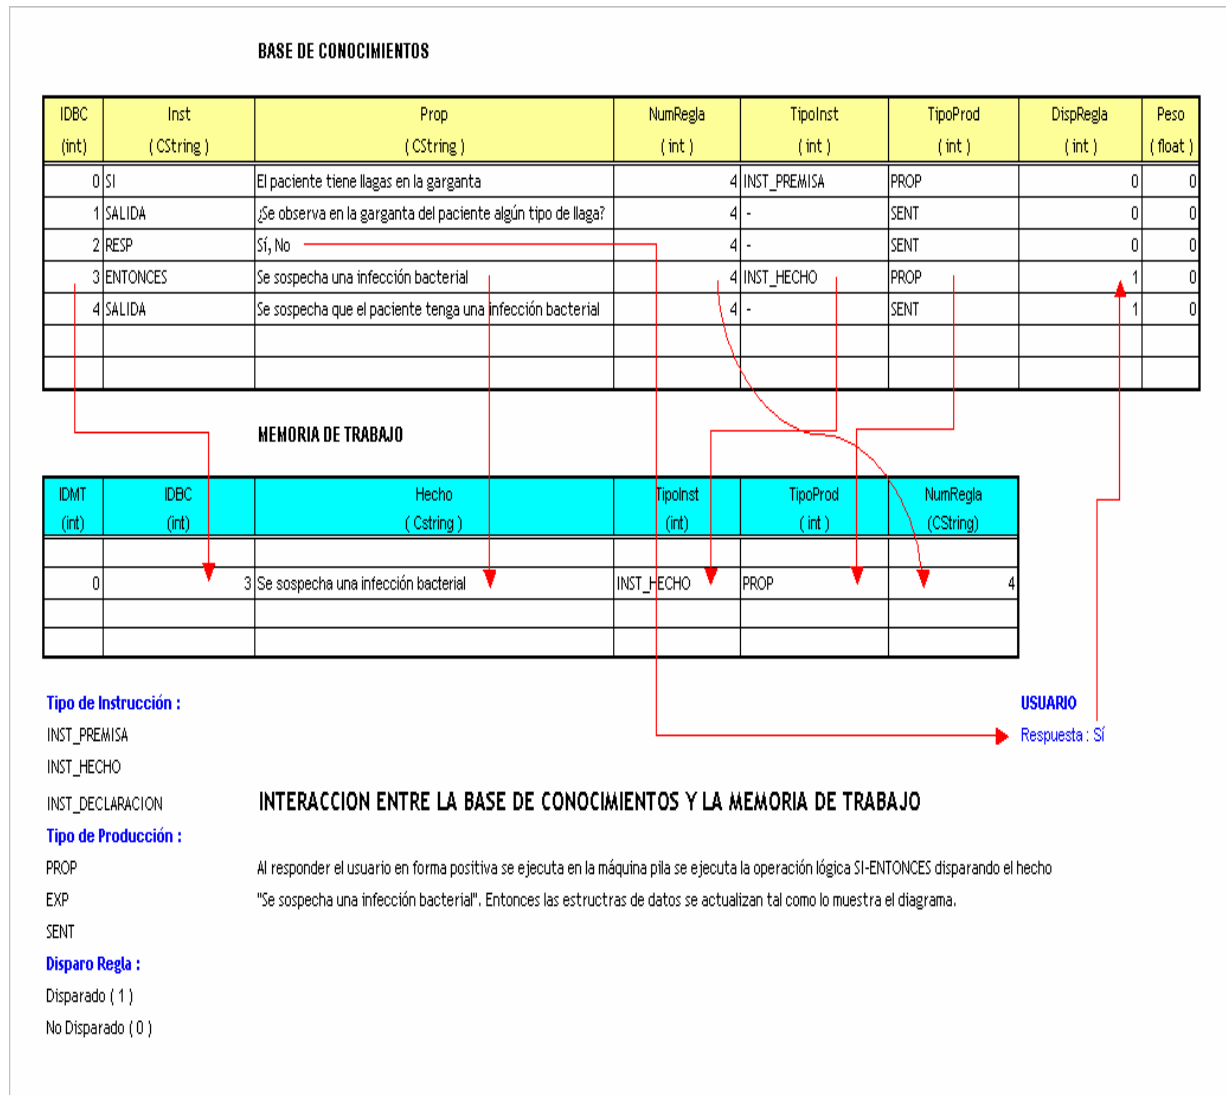 BASE DE CONOCIMIENTOS
IDBC Inst Prop NumRegla TipoInst TipoProd DispRegla Peso
(int) ( CString ) ( CString ) ( int ) ( int ) ( int ) ( int ) ( float )
0 SI El paciente tiene llagas en la garganta 4 INST_PREMISA PROP 0 0
1 SALIDA ¿Se observa en la garganta del paciente algún tipo de llaga? 4 - SENT 0 0
2 RESP Sí, No 4 - SENT 0 0
3 ENTONCES Se sospecha una infección bacterial 4 INST_HECHO PROP 1 0
4 SALIDA Se sospecha que el paciente tenga una infección bacterial 4 - SENT 1 0
MEMORIA DE TRABAJO
IDMT IDBC Hecho TipoInst TipoProd NumRegla
(int) (int) ( Cstring ) (int) ( int ) (CString)
0 3 Se sospecha una infección bacterial INST_HECHO PROP 4
Tipo de Instrucción : USUARIO
INST_PREMISA Respuesta : Sí
INST_HECHO
INST_DECLARACION INTERACCION ENTRE LA BASE DE CONOCIMIENTOS Y LA MEMORIA DE TRABAJO
Tipo de Producción :
PROP Al responder el usuario en forma positiva se ejecuta en la máquina pila se ejecuta la operación lógica SI-ENTONCES disparando el hecho
EXP "Se sospecha una infección bacterial". Entonces las estructras de datos se actualizan tal como lo muestra el diagrama.
SENT
Disparo Regla :
Disparado ( 1 )
No Disparado ( 0 )